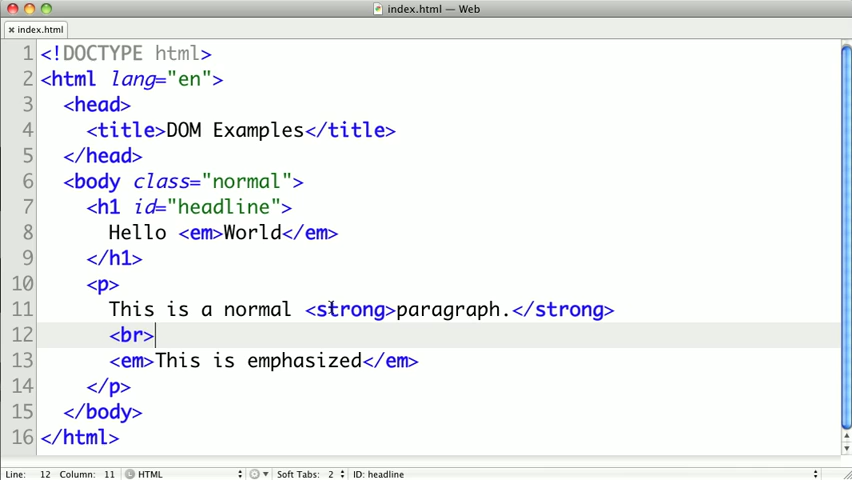 index.html — Web
index.html
1 <!DOCTYPE html>
2 <html lang="en">
3   <head>
4     <title>DOM Examples</title>
5   </head>
6   <body class="normal">
7     <h1 id="headline">
8       Hello <em>World</em>
9     </h1>
10     <p>
11       This is a normal <strong>paragraph.</strong>
12       <br>
13       <em>This is emphasized</em>
14     </p>
15   </body>
16 </html>
Line: 12 Column: 11 L HTML Soft Tabs: 2 ID: headline